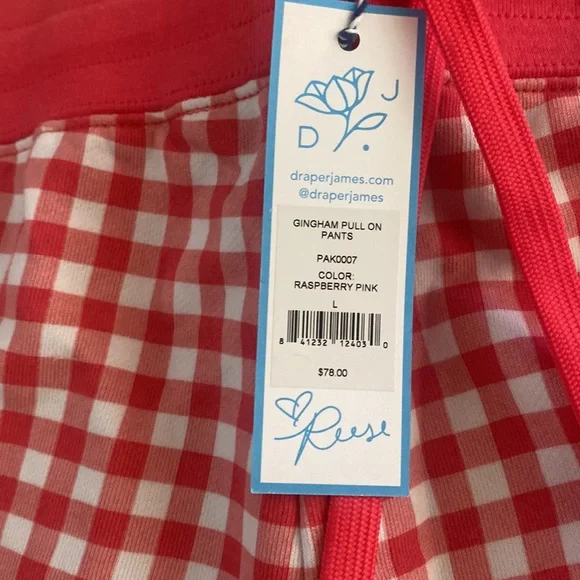 D J
draperjames.com
@draperjames
GINGHAM PULL ON
PANTS
PAK0007
COLOR:
RASPBERRY PINK
L
8 41232 12403 0
$78.00
Reese